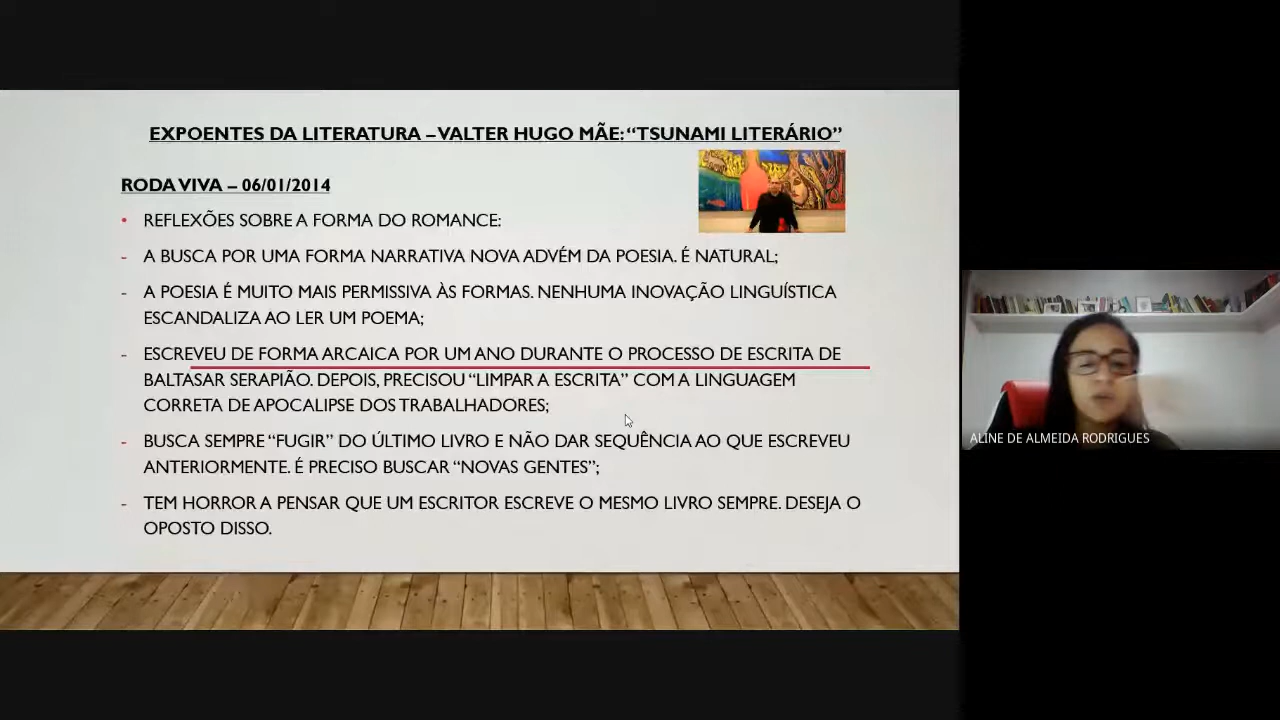 EXPOENTES DA LITERATURA – VALTER HUGO MÃE: “TSUNAMI LITERÁRIO”
RODA VIVA – 06/01/2014
• REFLEXÕES SOBRE A FORMA DO ROMANCE:
- A BUSCA POR UMA FORMA NARRATIVA NOVA ADVÉM DA POESIA. É NATURAL;
- A POESIA É MUITO MAIS PERMISSIVA ÀS FORMAS. NENHUMA INOVAÇÃO LINGUÍSTICA
ESCANDALIZA AO LER UM POEMA;
- ESCREVEU DE FORMA ARCAICA POR UM ANO DURANTE O PROCESSO DE ESCRITA DE
BALTASAR SERAPIÃO. DEPOIS, PRECISOU “LIMPAR A ESCRITA” COM A LINGUAGEM
CORRETA DE APOCALIPSE DOS TRABALHADORES;
- BUSCA SEMPRE “FUGIR” DO ÚLTIMO LIVRO E NÃO DAR SEQUÊNCIA AO QUE ESCREVEU
ANTERIORMENTE. É PRECISO BUSCAR “NOVAS GENTES”;
- TEM HORROR A PENSAR QUE UM ESCRITOR ESCREVE O MESMO LIVRO SEMPRE. DESEJA O
OPOSTO DISSO.
ALINE DE ALMEIDA RODRIGUES